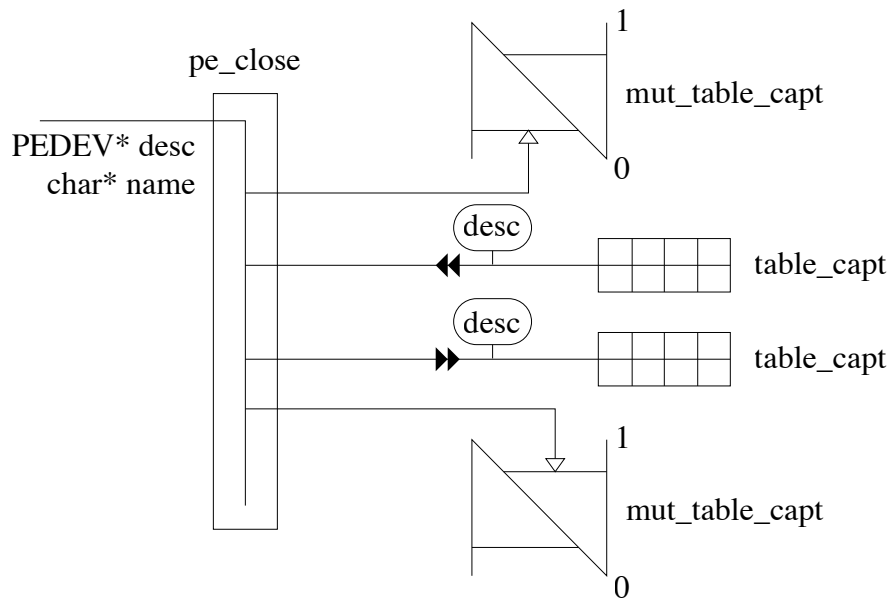 pe_close
PEDEV* desc
char* name
1
mut_table_capt
0
desc
table_capt
desc
table_capt
1
mut_table_capt
0